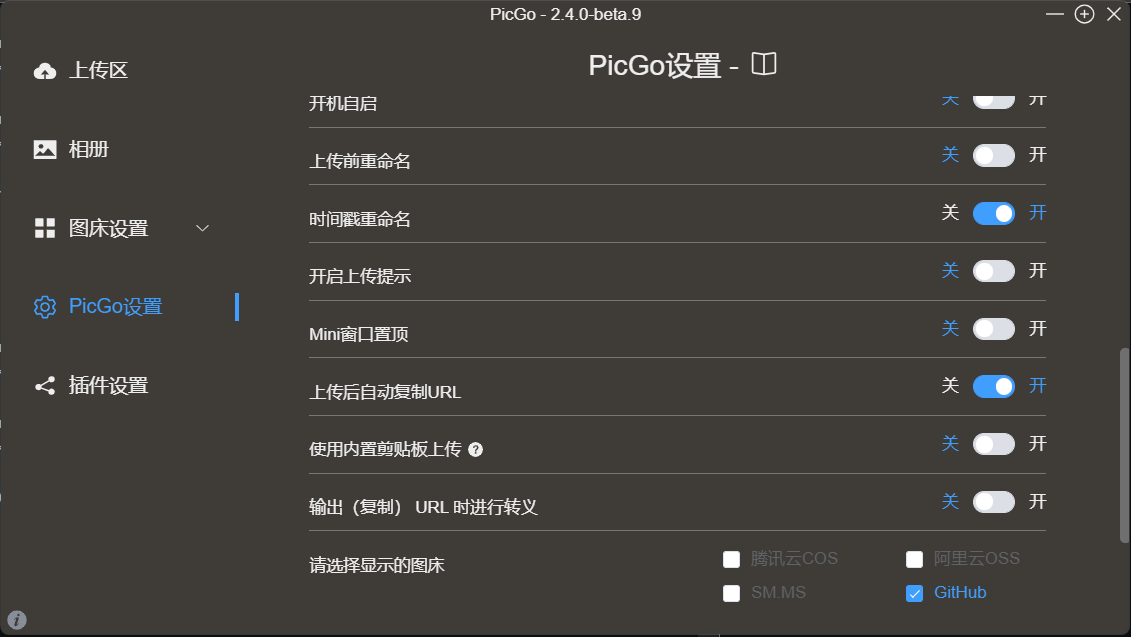 PicGo - 2.4.0-beta.9
上传区
相册
图床设置
PicGo设置
插件设置
PicGo设置 -
开机自启 关 开
上传前重命名 关 开
时间戳重命名 关 开
开启上传提示 关 开
Mini窗口置顶 关 开
上传后自动复制URL 关 开
使用内置剪贴板上传 ? 关 开
输出（复制） URL 时进行转义 关 开
请选择显示的图床 腾讯云COS 阿里云OSS
SM.MS GitHub